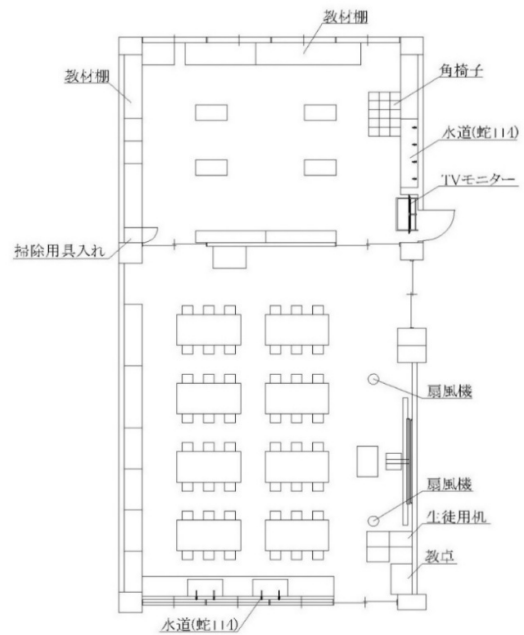 教材棚
教材棚
角椅子
水道(蛇口4)
TVモニター
掃除用具入れ
扇風機
扇風機
生徒用机
教卓
水道(蛇口4)